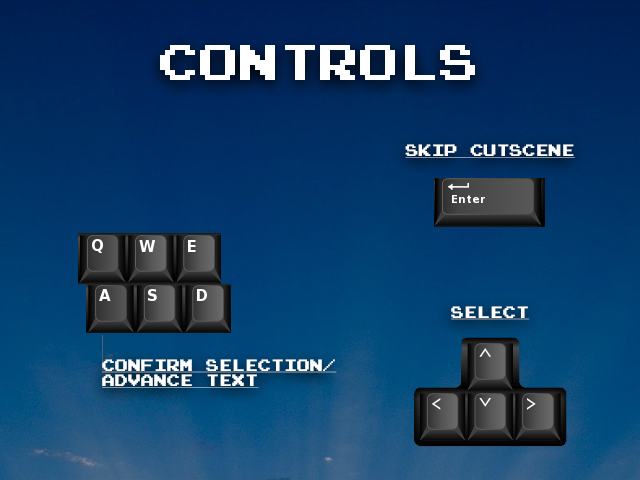 CONTROLS
SKIP CUTSCENE
Enter
Q W E
A S D
CONFIRM SELECTION/
ADVANCE TEXT
SELECT
^
< v >